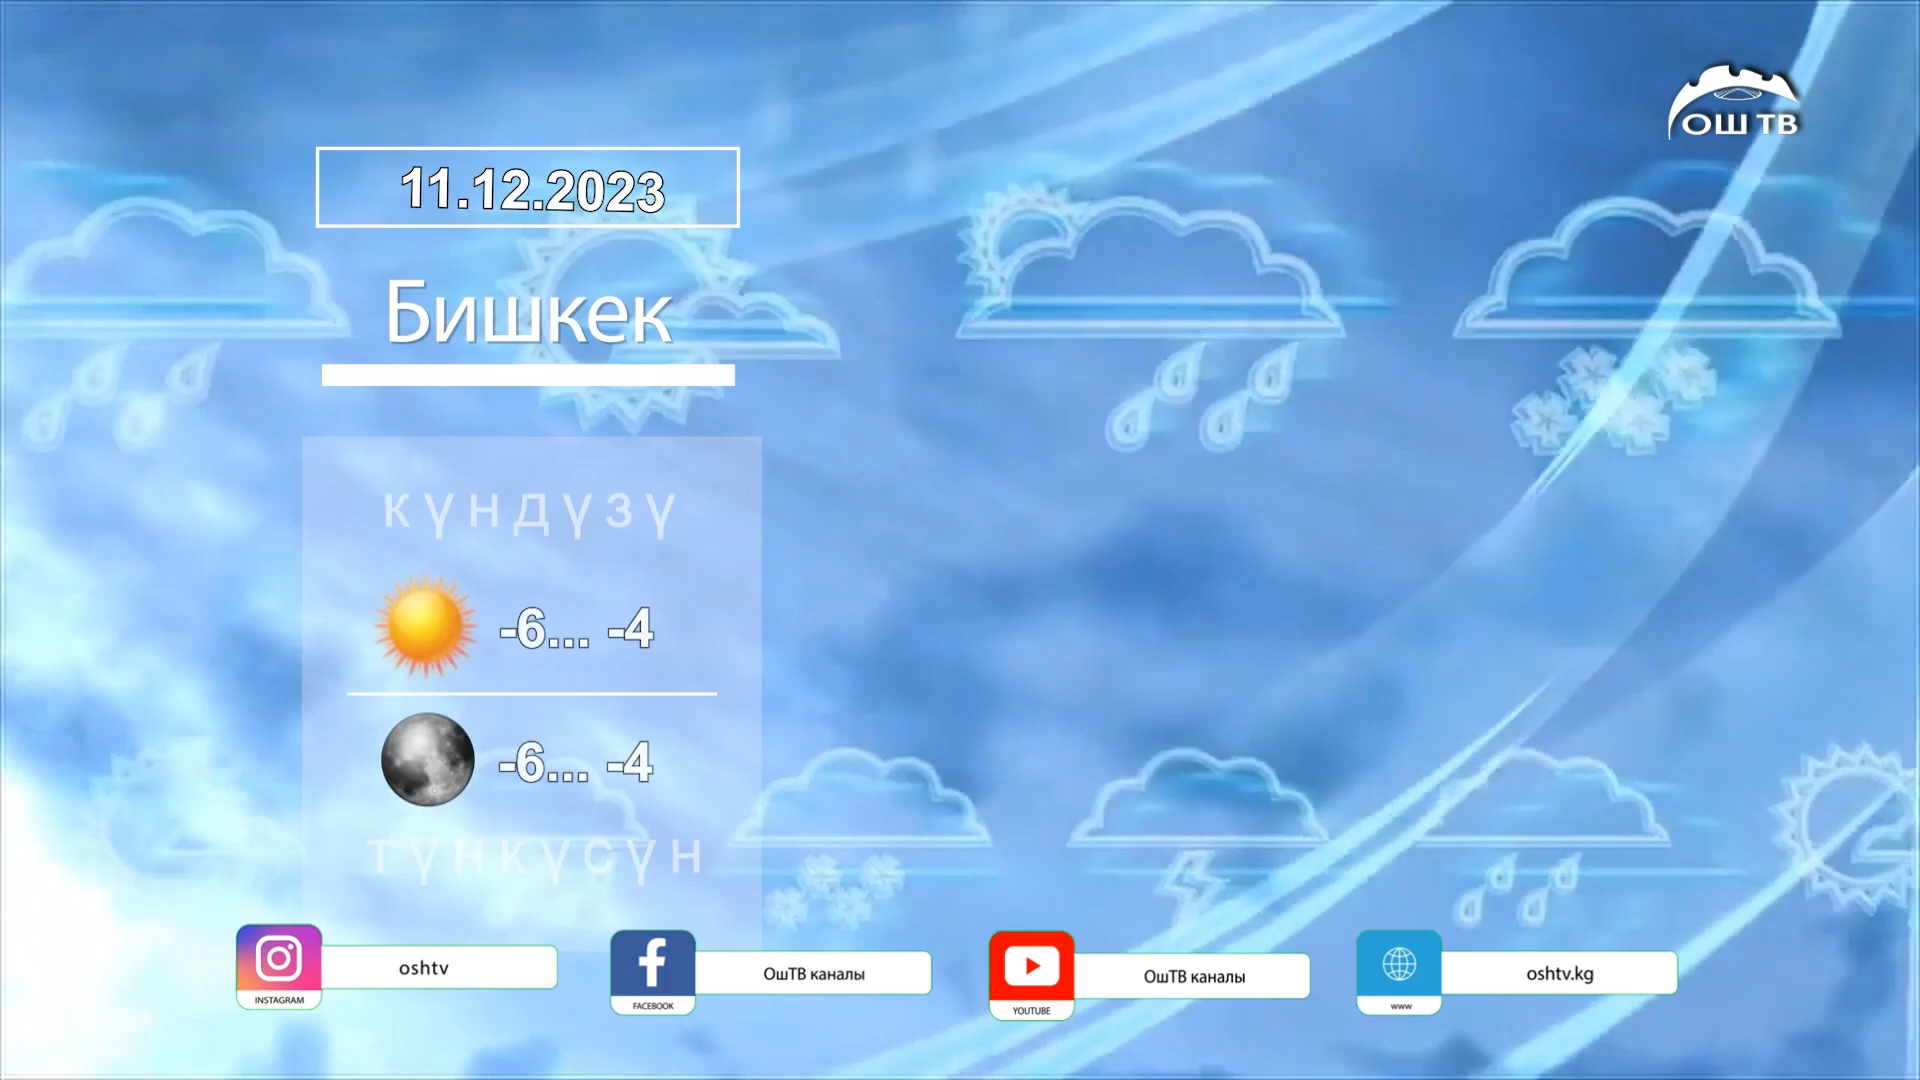 ОШ ТВ
11.12.2023
Бишкек
күндүзү
-6... -4
-6... -4
түнкүсүн
oshtv
INSTAGRAM
ОшТВ каналы
FACEBOOK
ОшТВ каналы
YOUTUBE
oshtv.kg
www